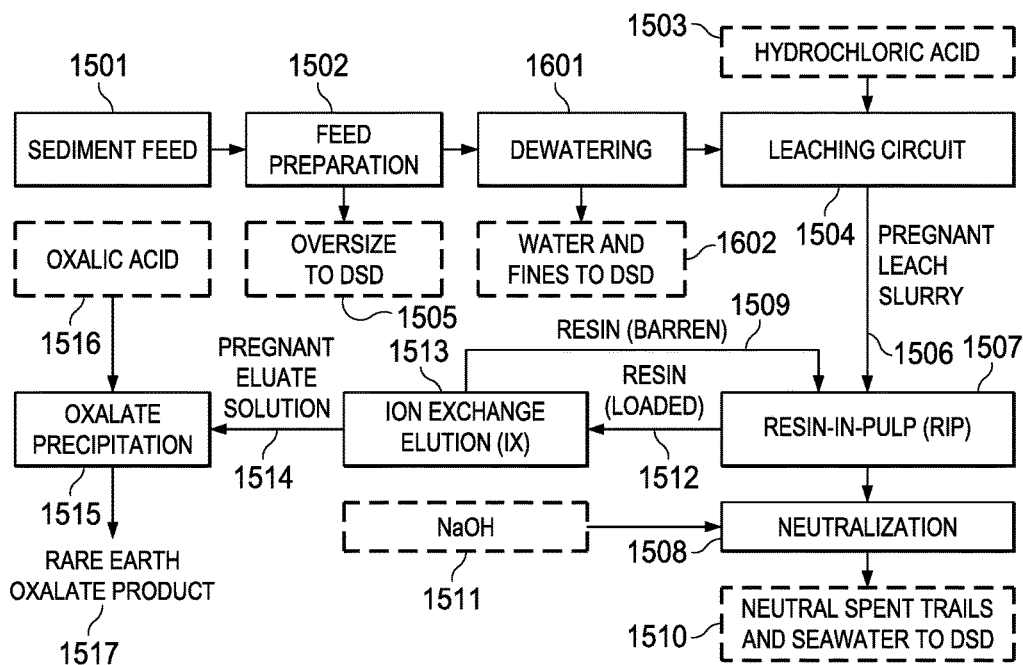 1503
HYDROCHLORIC ACID
1501
1502
1601
SEDIMENT FEED
FEED
PREPARATION
DEWATERING
LEACHING CIRCUIT
1504
OXALIC ACID
1516
OVERSIZE
TO DSD
1505
WATER AND
FINES TO DSD
1602
PREGNANT
LEACH
SLURRY
1506
RESIN (BARREN)
1509
1507
PREGNANT
ELUATE
SOLUTION
1513
RESIN
(LOADED)
OXALATE
PRECIPITATION
1515
1514
ION EXCHANGE
ELUTION (IX)
1512
RESIN-IN-PULP (RIP)
NaOH
1511
NEUTRALIZATION
1508
RARE EARTH
OXALATE PRODUCT
1517
NEUTRAL SPENT TRAILS
AND SEAWATER TO DSD
1510